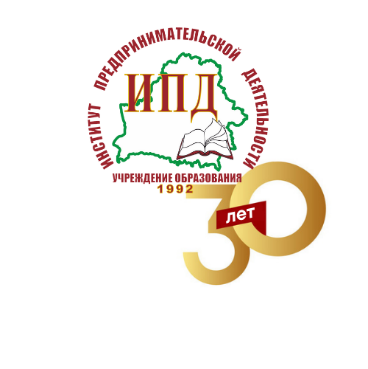 ИНСТИТУТ ПРЕДПРИНИМАТЕЛЬСКОЙ ДЕЯТЕЛЬНОСТИ
ИПД
УЧРЕЖДЕНИЕ ОБРАЗОВАНИЯ
1992
30
лет